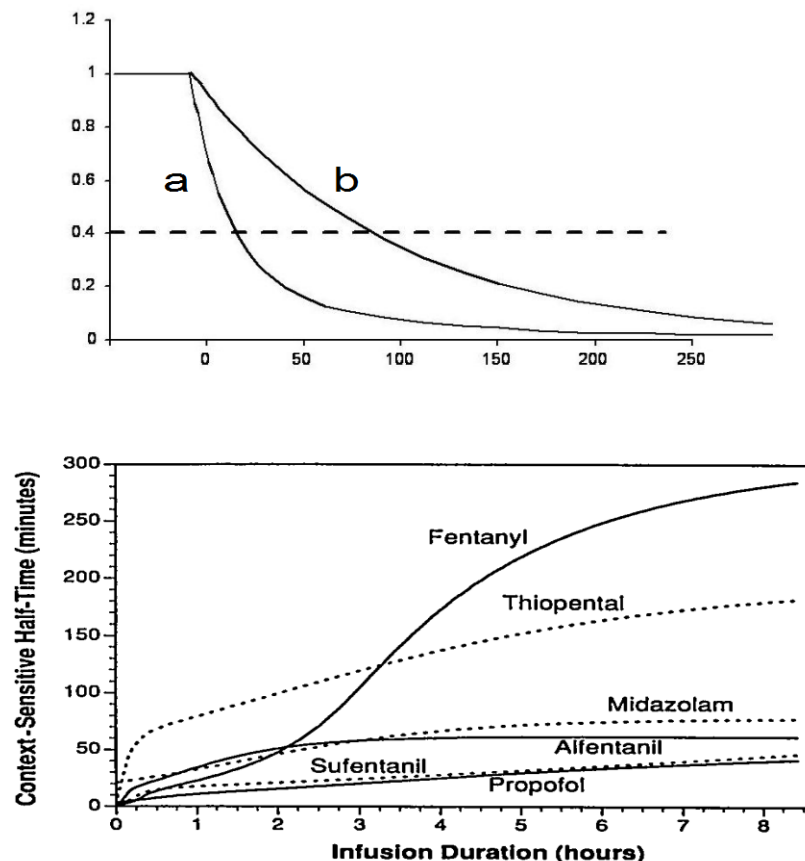 1.2
1
0.8
0.6
0.4
0.2
0
a
b
0 50 100 150 200 250
Context-Sensitive Half-Time (minutes)
300
250
200
150
100
50
0
Fentanyl
Thiopental
Midazolam
Alfentanil
Sufentanil
Propofol
0 1 2 3 4 5 6 7 8
Infusion Duration (hours)